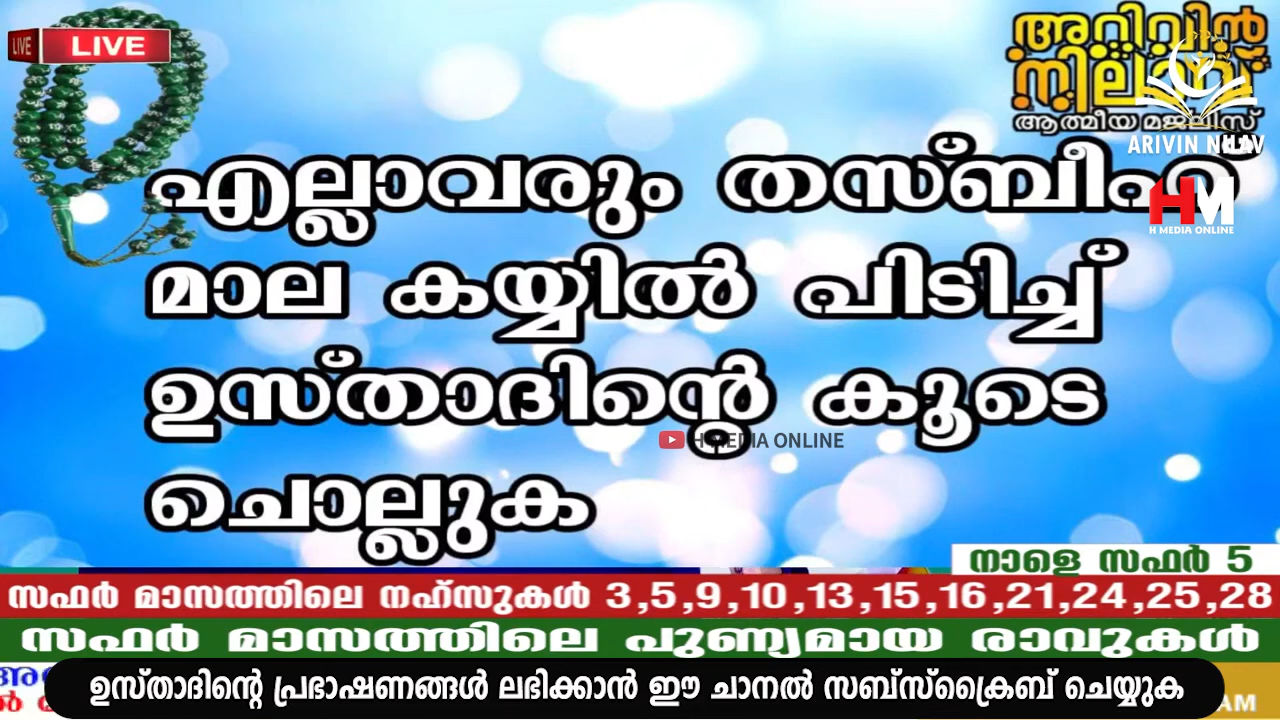 LIVE LIVE
അറിവിൻ
നിലാവ്
ആത്മീയ മജ്‌ലിസ്
ARIVIN NILAV
എല്ലാവരും തസ്ബീഹ്
HM
H MEDIA ONLINE
മാല കയ്യിൽ പിടിച്ച്
ഉസ്താദിന്റെ കൂടെ
H MEDIA ONLINE
ചൊല്ലുക
നാളെ സഫർ 5
സഫർ മാസത്തിലെ നഹ്സുകൾ 3,5,9,10,13,15,16,21,24,25,28
സഫർ മാസത്തിലെ പുണ്യമായ രാവുകൾ
ഉസ്താദിന്റെ പ്രഭാഷണങ്ങൾ ലഭിക്കാൻ ഈ ചാനൽ സബ്സ്ക്രൈബ് ചെയ്യുക